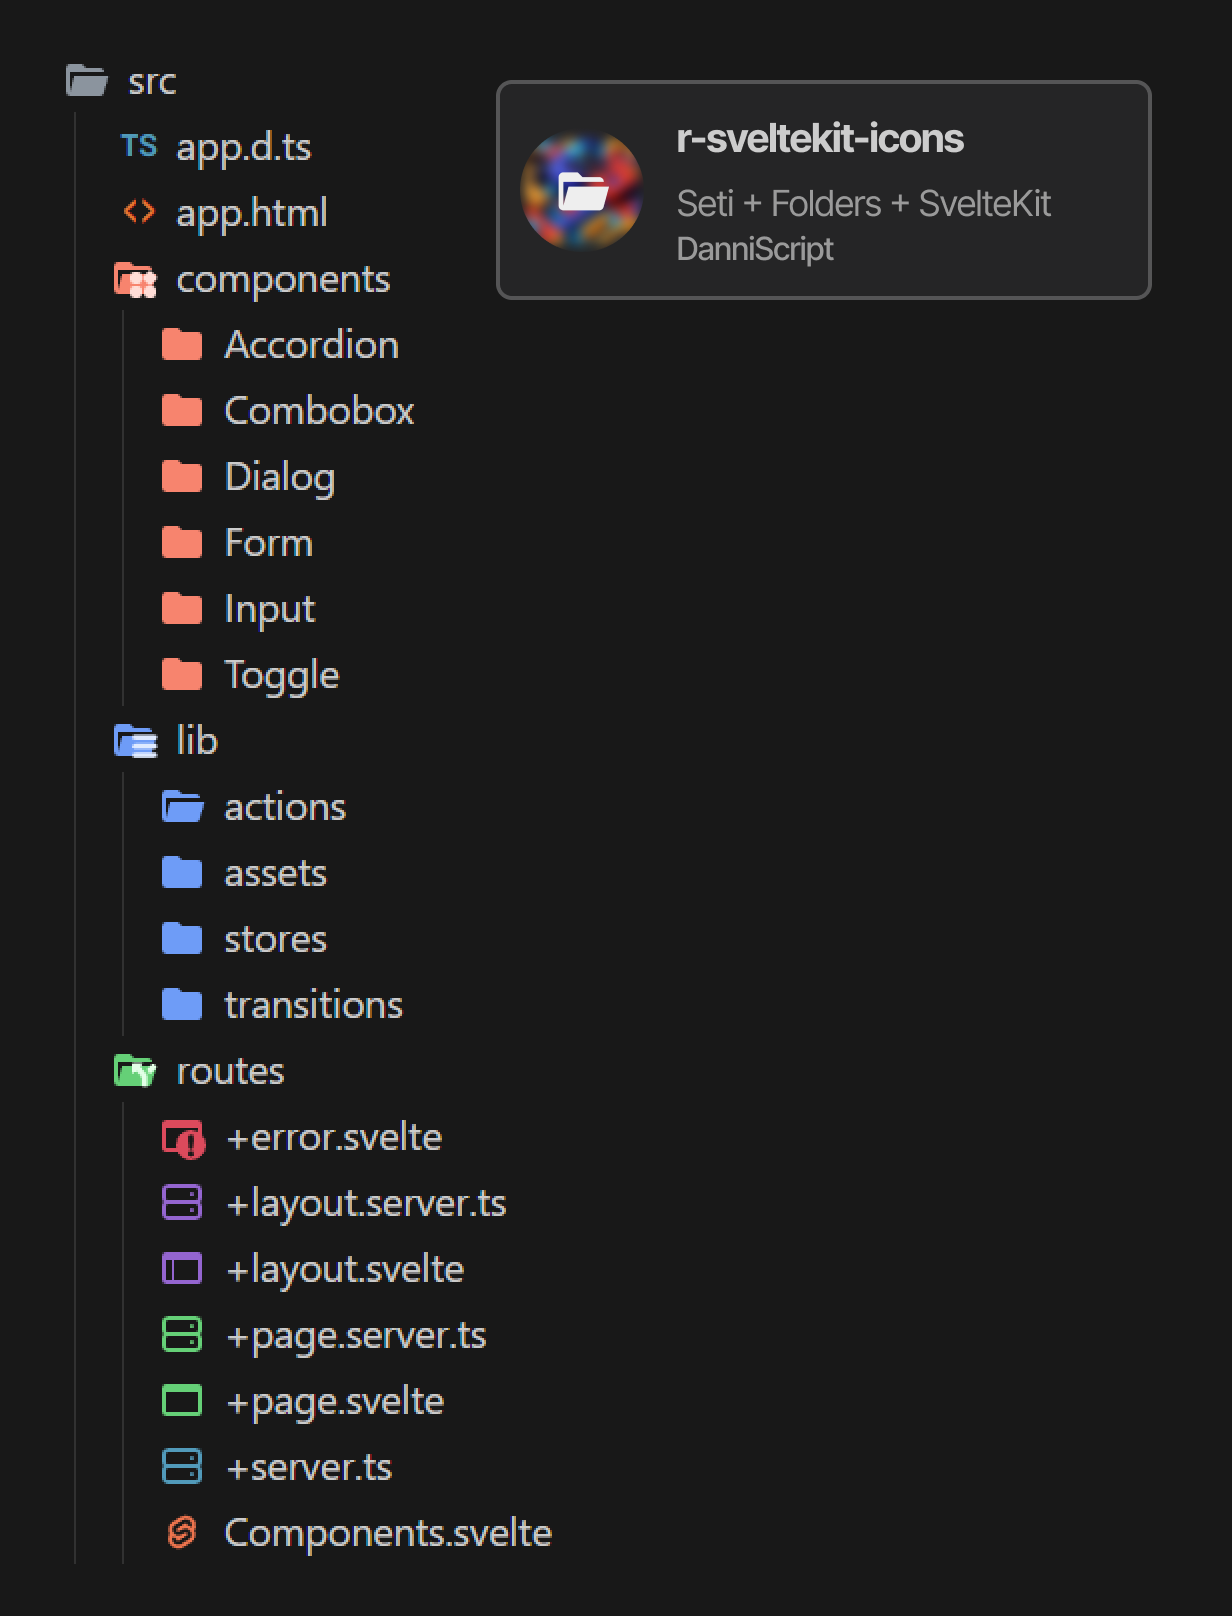 src
TS app.d.ts
<> app.html
components
Accordion
Combobox
Dialog
Form
Input
Toggle
lib
actions
assets
stores
transitions
routes
+error.svelte
+layout.server.ts
+layout.svelte
+page.server.ts
+page.svelte
+server.ts
Components.svelte
r-sveltekit-icons
Seti + Folders + SvelteKit
DanniScript